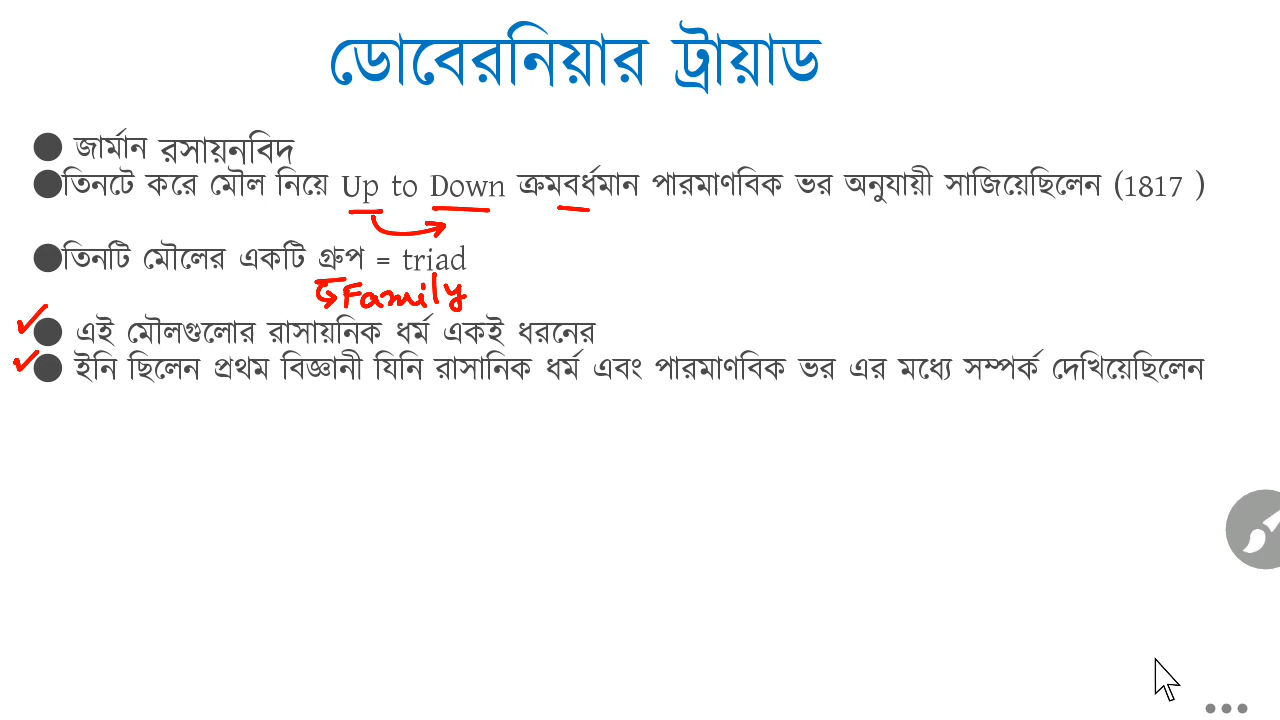 ডোবেরনিয়ার ট্রায়াড
● জার্মান রসায়নবিদ
●তিনটে করে মৌল নিয়ে Up to Down ক্রমবর্ধমান পারমাণবিক ভর অনুযায়ী সাজিয়েছিলেন (1817 )
●তিনটি মৌলের একটি গ্রুপ = triad
Family
● এই মৌলগুলোর রাসায়নিক ধর্ম একই ধরনের
● ইনি ছিলেন প্রথম বিজ্ঞানী যিনি রাসানিক ধর্ম এবং পারমাণবিক ভর এর মধ্যে সম্পর্ক দেখিয়েছিলেন